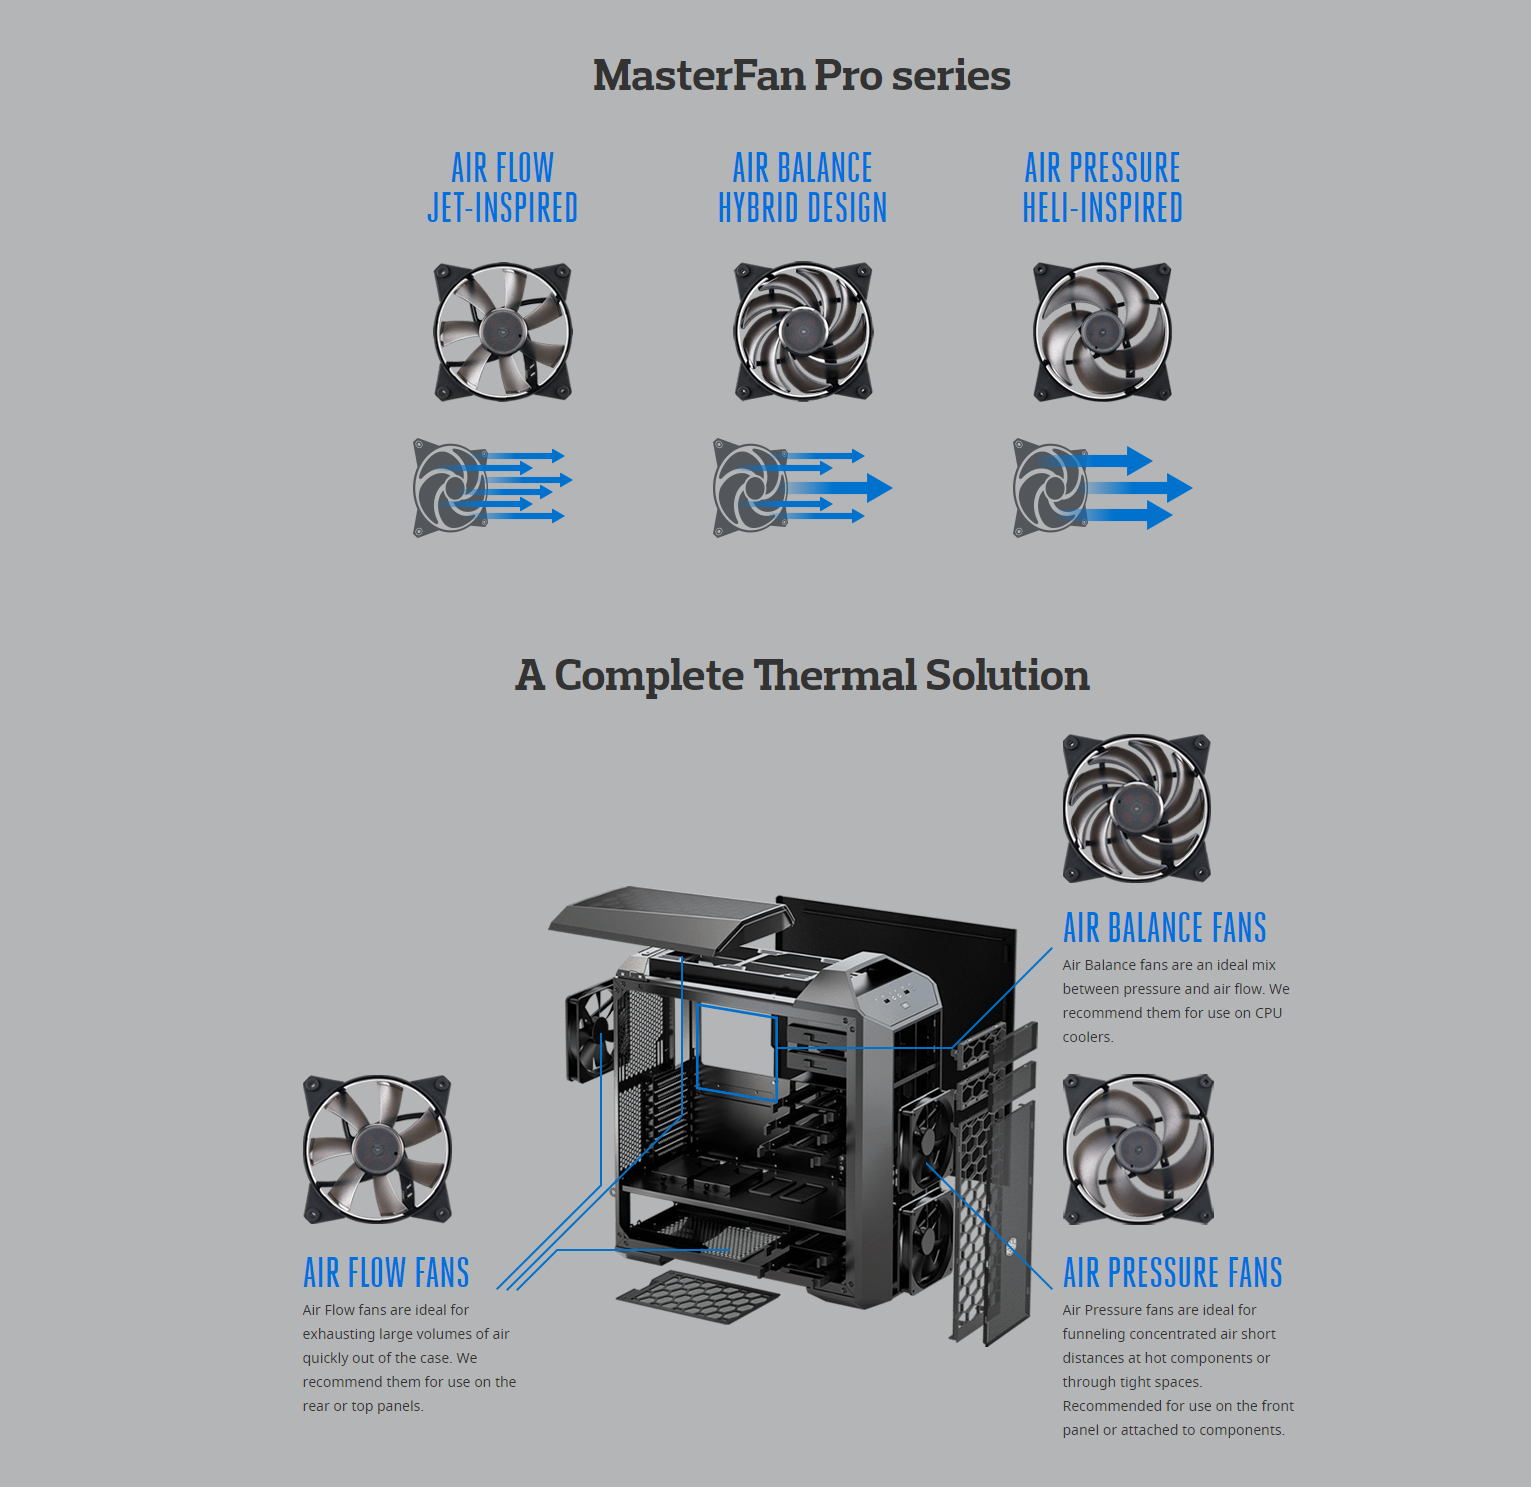 MasterFan Pro series
AIR FLOW
JET-INSPIRED
AIR BALANCE
HYBRID DESIGN
AIR PRESSURE
HELI-INSPIRED
A Complete Thermal Solution
AIR BALANCE FANS
Air Balance fans are an ideal mix
between pressure and air flow. We
recommend them for use on CPU
coolers.
AIR FLOW FANS
Air Flow fans are ideal for
exhausting large volumes of air
quickly out of the case. We
recommend them for use on the
rear or top panels.
AIR PRESSURE FANS
Air Pressure fans are ideal for
funneling concentrated air short
distances at hot components or
through tight spaces.
Recommended for use on the front
panel or attached to components.